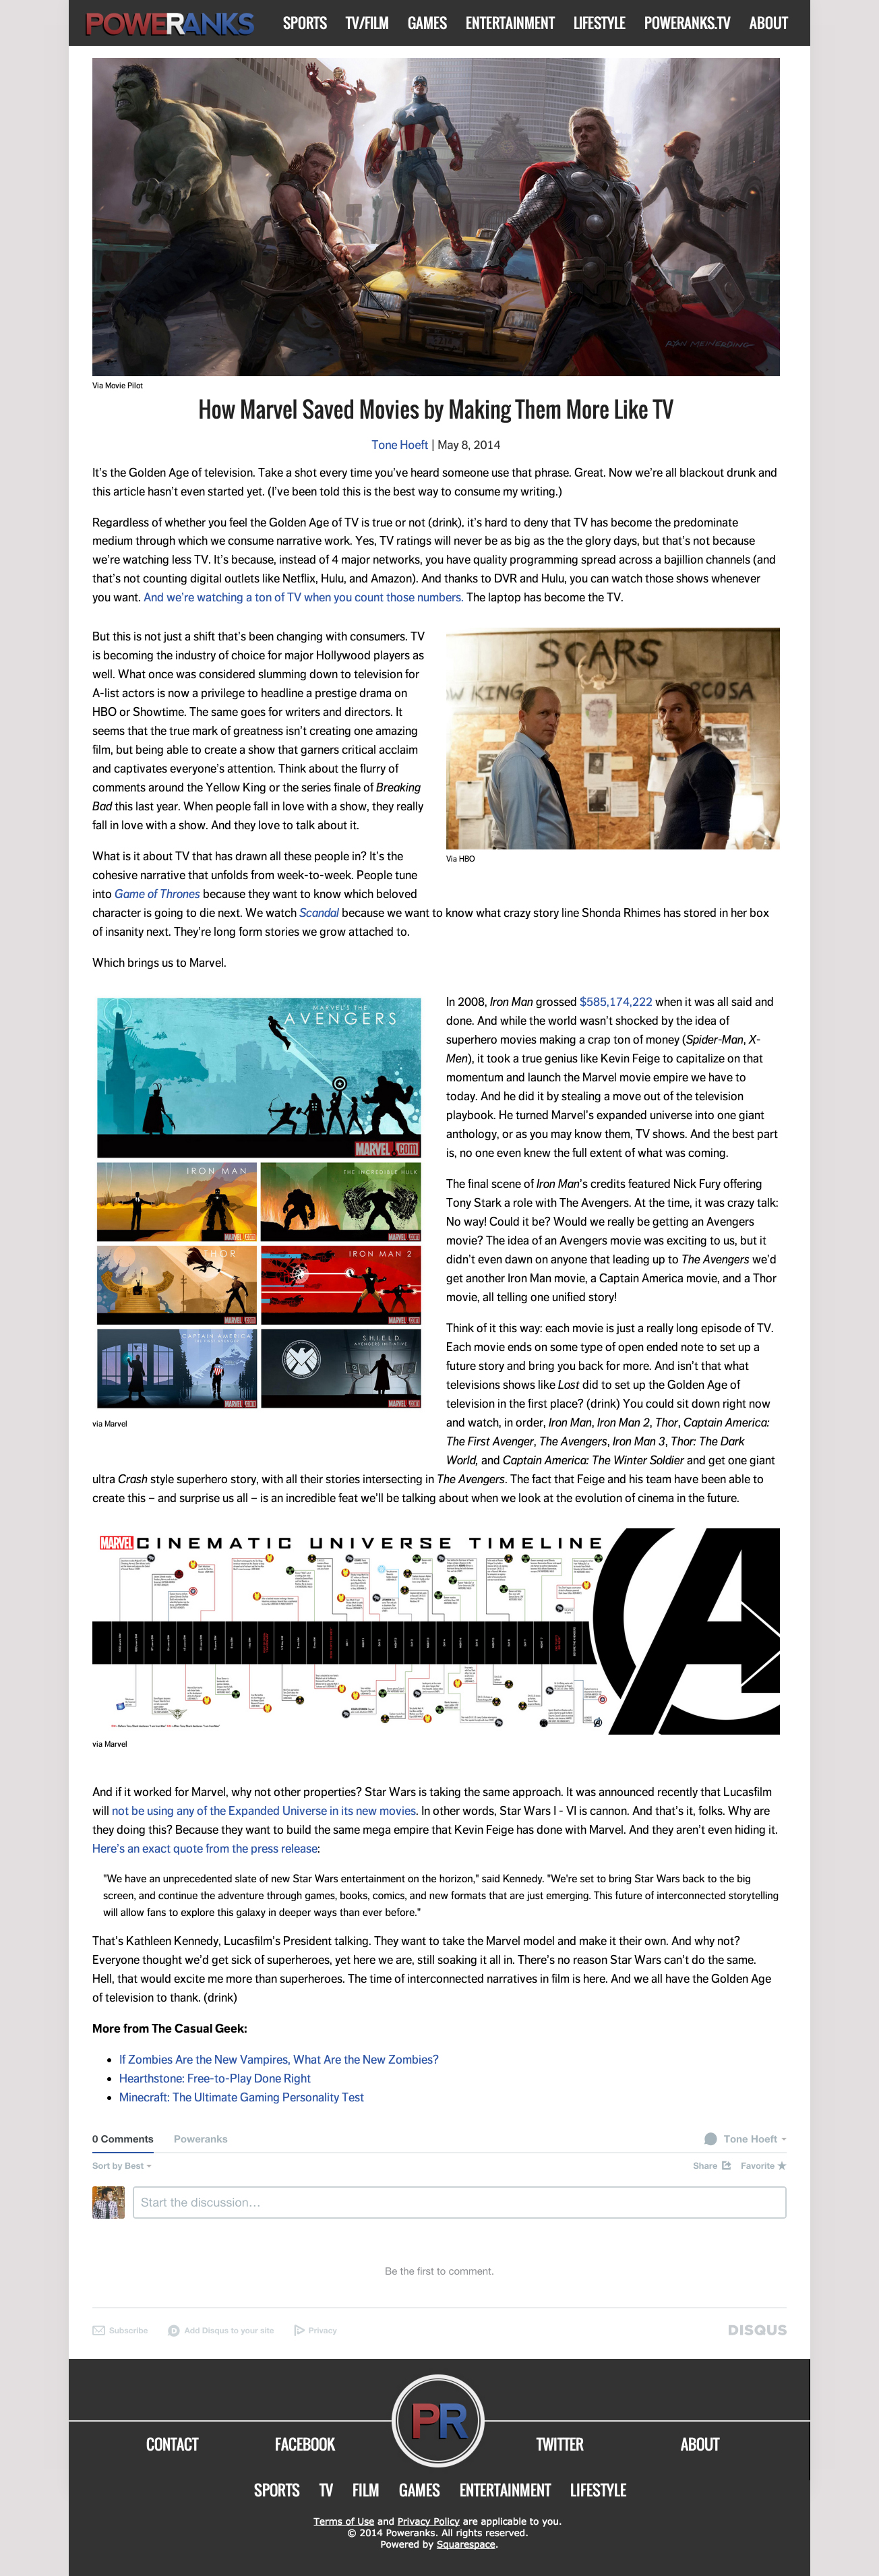 POWERANKS
SPORTS TV/FILM GAMES ENTERTAINMENT LIFESTYLE POWERANKS.TV ABOUT
RYAN MEINERDING
Via Movie Pilot
How Marvel Saved Movies by Making Them More Like TV
Tone Hoeft | May 8, 2014
It's the Golden Age of television. Take a shot every time you've heard someone use that phrase. Great. Now we're all blackout drunk and
this article hasn't even started yet. (I've been told this is the best way to consume my writing.)
Regardless of whether you feel the Golden Age of TV is true or not (drink), it's hard to deny that TV has become the predominate
medium through which we consume narrative work. Yes, TV ratings will never be as big as the the glory days, but that's not because
we're watching less TV. It's because, instead of 4 major networks, you have quality programming spread across a bajillion channels (and
that's not counting digital outlets like Netflix, Hulu, and Amazon). And thanks to DVR and Hulu, you can watch those shows whenever
you want. And we're watching a ton of TV when you count those numbers. The laptop has become the TV.
But this is not just a shift that's been changing with consumers. TV
is becoming the industry of choice for major Hollywood players as
well. What once was considered slumming down to television for
A-list actors is now a privilege to headline a prestige drama on
HBO or Showtime. The same goes for writers and directors. It
seems that the true mark of greatness isn't creating one amazing
film, but being able to create a show that garners critical acclaim
and captivates everyone's attention. Think about the flurry of
comments around the Yellow King or the series finale of Breaking
Bad this last year. When people fall in love with a show, they really
fall in love with a show. And they love to talk about it.
SCARS
KING
RCOSA
Via HBO
What is it about TV that has drawn all these people in? It's the
cohesive narrative that unfolds from week-to-week. People tune
into Game of Thrones because they want to know which beloved
character is going to die next. We watch Scandal because we want to know what crazy story line Shonda Rhimes has stored in her box
of insanity next. They're long form stories we grow attached to.
Which brings us to Marvel.
MARVEL'S THE
AVENGERS
MARVEL.com
IRON MAN
THE INCREDIBLE HULK
THOR
IRON MAN 2
CAPTAIN AMERICA
THE FIRST AVENGER
S.H.I.E.L.D.
AVENGERS INITIATIVE
via Marvel
In 2008, Iron Man grossed $585,174,222 when it was all said and
done. And while the world wasn't shocked by the idea of
superhero movies making a crap ton of money (Spider-Man, X-
Men), it took a true genius like Kevin Feige to capitalize on that
momentum and launch the Marvel movie empire we have to
today. And he did it by stealing a move out of the television
playbook. He turned Marvel's expanded universe into one giant
anthology, or as you may know them, TV shows. And the best part
is, no one even knew the full extent of what was coming.
The final scene of Iron Man's credits featured Nick Fury offering
Tony Stark a role with The Avengers. At the time, it was crazy talk:
No way! Could it be? Would we really be getting an Avengers
movie? The idea of an Avengers movie was exciting to us, but it
didn't even dawn on anyone that leading up to The Avengers we'd
get another Iron Man movie, a Captain America movie, and a Thor
movie, all telling one unified story!
Think of it this way: each movie is just a really long episode of TV.
Each movie ends on some type of open ended note to set up a
future story and bring you back for more. And isn't that what
televisions shows like Lost did to set up the Golden Age of
television in the first place? (drink) You could sit down right now
and watch, in order, Iron Man, Iron Man 2, Thor, Captain America:
The First Avenger, The Avengers, Iron Man 3, Thor: The Dark
World, and Captain America: The Winter Soldier and get one giant
ultra Crash style superhero story, with all their stories intersecting in The Avengers. The fact that Feige and his team have been able to
create this – and surprise us all – is an incredible feat we'll be talking about when we look at the evolution of cinema in the future.
MARVEL CINEMATIC UNIVERSE TIMELINE
via Marvel
And if it worked for Marvel, why not other properties? Star Wars is taking the same approach. It was announced recently that Lucasfilm
will not be using any of the Expanded Universe in its new movies. In other words, Star Wars I - VI is cannon. And that's it, folks. Why are
they doing this? Because they want to build the same mega empire that Kevin Feige has done with Marvel. And they aren't even hiding it.
Here's an exact quote from the press release:
"We have an unprecedented slate of new Star Wars entertainment on the horizon," said Kennedy. "We're set to bring Star Wars back to the big
screen, and continue the adventure through games, books, comics, and new formats that are just emerging. This future of interconnected storytelling
will allow fans to explore this galaxy in deeper ways than ever before."
That's Kathleen Kennedy, Lucasfilm's President talking. They want to take the Marvel model and make it their own. And why not?
Everyone thought we'd get sick of superheroes, yet here we are, still soaking it all in. There's no reason Star Wars can't do the same.
Hell, that would excite me more than superheroes. The time of interconnected narratives in film is here. And we all have the Golden Age
of television to thank. (drink)
More from The Casual Geek:
If Zombies Are the New Vampires, What Are the New Zombies?
Hearthstone: Free-to-Play Done Right
Minecraft: The Ultimate Gaming Personality Test
0 Comments Poweranks Tone Hoeft
Sort by Best Share Favorite
Start the discussion...
Be the first to comment.
Subscribe Add Disqus to your site Privacy DISQUS
PR
CONTACT FACEBOOK TWITTER ABOUT
SPORTS TV FILM GAMES ENTERTAINMENT LIFESTYLE
Terms of Use and Privacy Policy are applicable to you.
© 2014 Poweranks. All rights reserved.
Powered by Squarespace.